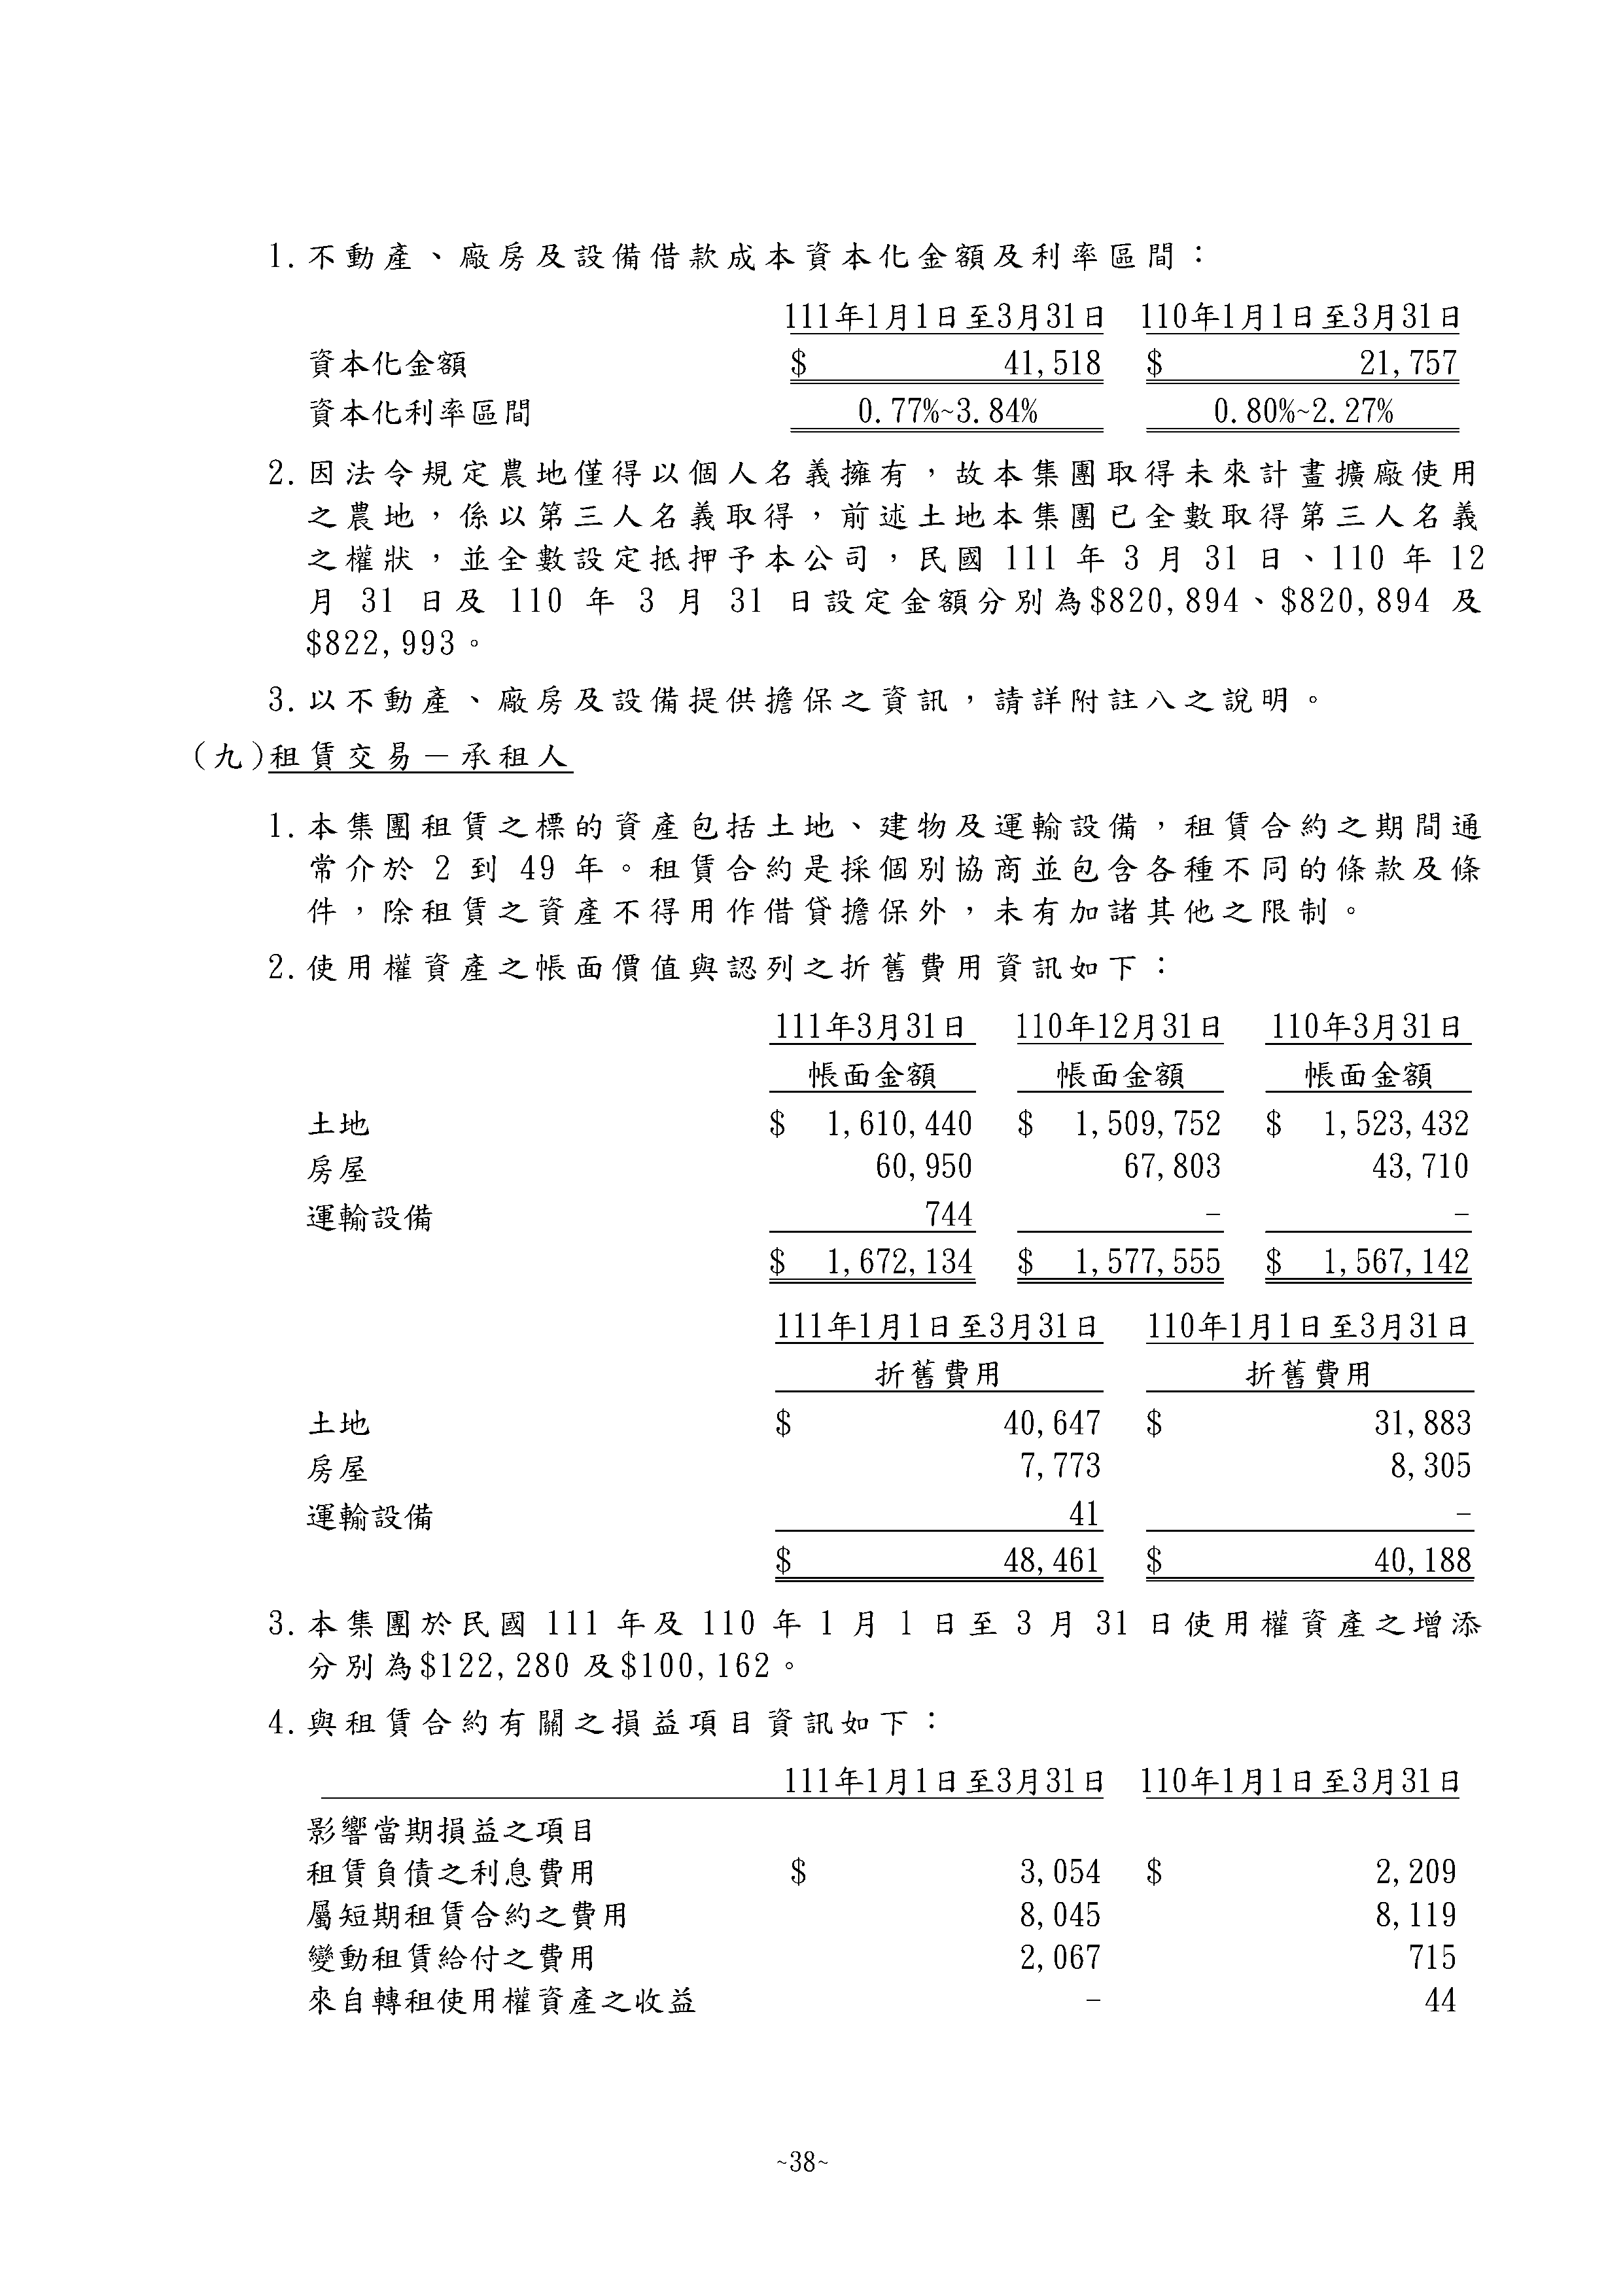 1.不動產、廠房及設備借款成本資本化金額及利率區間：
111年1月1日至3月31日 110年1月1日至3月31日
資本化金額 $ 41,518 $ 21,757
資本化利率區間 0.77%~3.84% 0.80%~2.27%
2.因法令規定農地僅得以個人名義擁有，故本集團取得未來計畫擴廠使用
之農地，係以第三人名義取得，前述土地本集團已全數取得第三人名義
之權狀，並全數設定抵押予本公司，民國 111 年 3 月 31 日、110 年 12
月 31 日及 110 年 3 月 31 日設定金額分別為$820,894、$820,894 及
$822,993。
3.以不動產、廠房及設備提供擔保之資訊，請詳附註八之說明。
(九)租賃交易－承租人
1.本集團租賃之標的資產包括土地、建物及運輸設備，租賃合約之期間通
常介於 2 到 49 年。租賃合約是採個別協商並包含各種不同的條款及條
件，除租賃之資產不得用作借貸擔保外，未有加諸其他之限制。
2.使用權資產之帳面價值與認列之折舊費用資訊如下：
111年3月31日 110年12月31日 110年3月31日
帳面金額 帳面金額 帳面金額
土地 $ 1,610,440 $ 1,509,752 $ 1,523,432
房屋 60,950 67,803 43,710
運輸設備 744 - -
$ 1,672,134 $ 1,577,555 $ 1,567,142
111年1月1日至3月31日 110年1月1日至3月31日
折舊費用 折舊費用
土地 $ 40,647 $ 31,883
房屋 7,773 8,305
運輸設備 41 -
$ 48,461 $ 40,188
3.本集團於民國 111 年及 110 年 1 月 1 日至 3 月 31 日使用權資產之增添
分別為$122,280 及$100,162。
4.與租賃合約有關之損益項目資訊如下：
111年1月1日至3月31日 110年1月1日至3月31日
影響當期損益之項目
租賃負債之利息費用 $ 3,054 $ 2,209
屬短期租賃合約之費用 8,045 8,119
變動租賃給付之費用 2,067 715
來自轉租使用權資產之收益 - 44
~38~